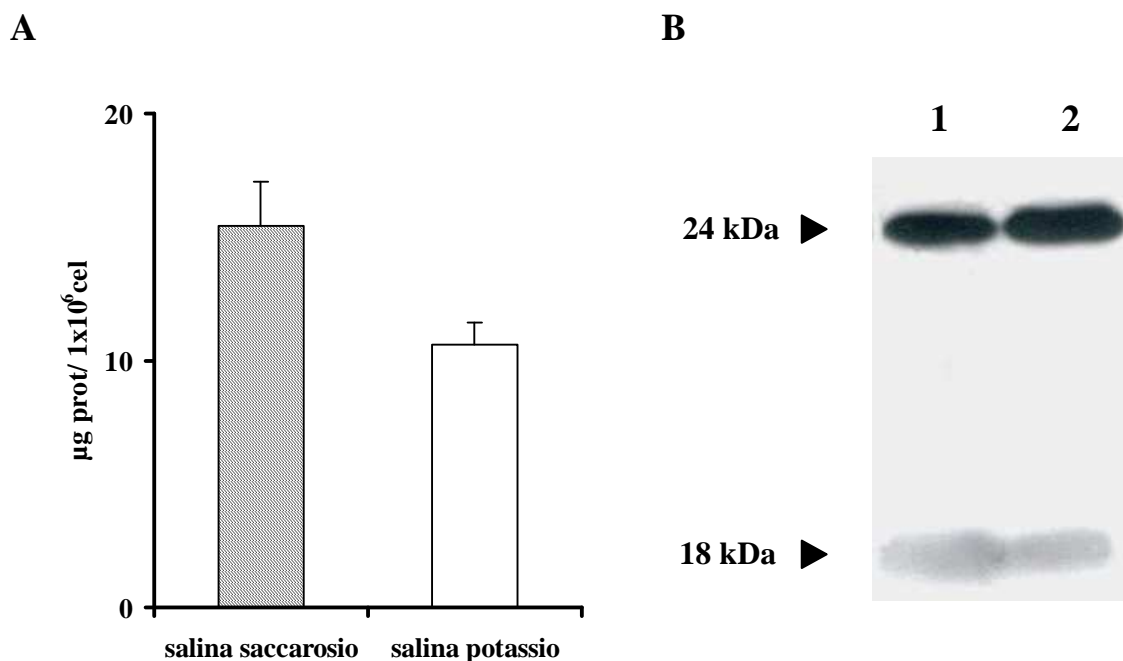 A
B
20
10
0
µg prot/ 1x10⁶cel
salina saccarosio
salina potassio
1 2
24 kDa
18 kDa